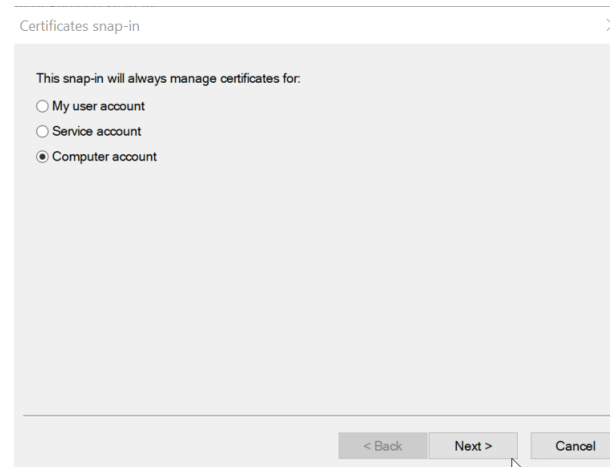 Certificates snap-in
This snap-in will always manage certificates for:
My user account
Service account
Computer account
< Back
Next >
Cancel